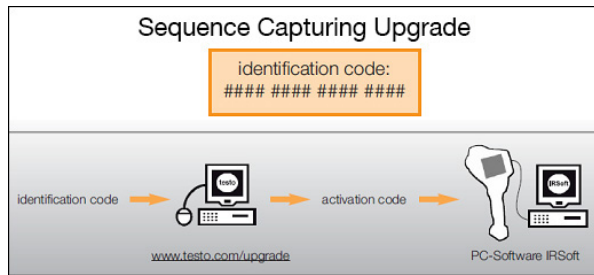 Sequence Capturing Upgrade
identification code:
#### #### #### ####
identification code
testo
activation code
IRSoft
www.testo.com/upgrade
PC-Software IRSoft